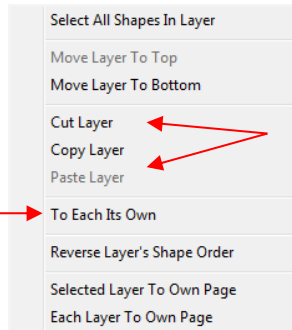 Select All Shapes In Layer
Move Layer To Top
Move Layer To Bottom
Cut Layer
Copy Layer
Paste Layer
To Each Its Own
Reverse Layer's Shape Order
Selected Layer To Own Page
Each Layer To Own Page